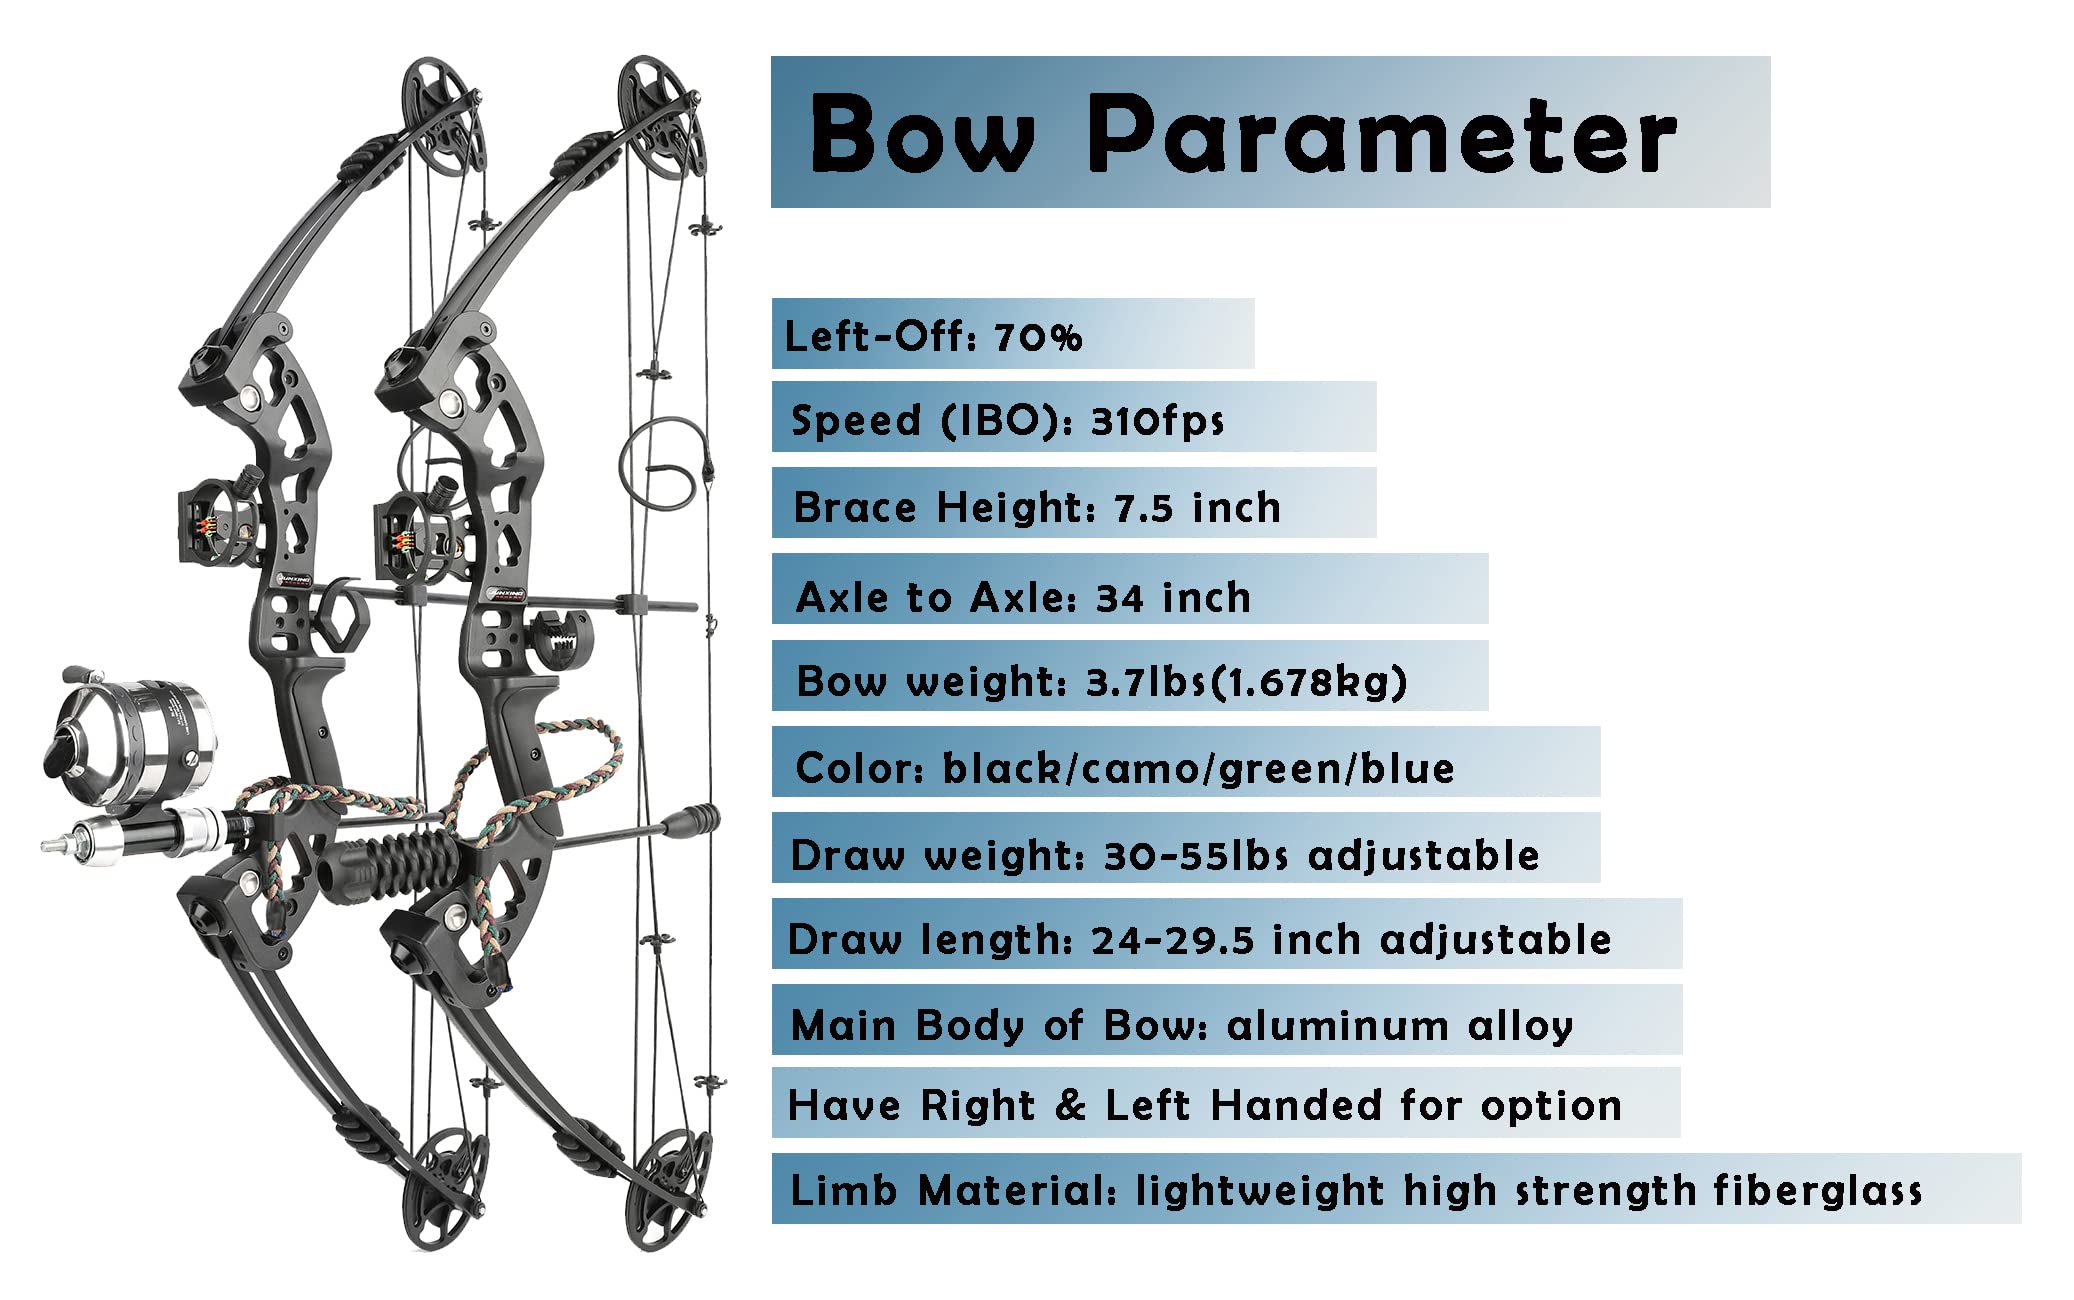 Bow Parameter
Left-Off: 70%
Speed (IBO): 310fps
Brace Height: 7.5 inch
Axle to Axle: 34 inch
Bow weight: 3.7lbs(1.678kg)
Color: black/camo/green/blue
Draw weight: 30-55lbs adjustable
Draw length: 24-29.5 inch adjustable
Main Body of Bow: aluminum alloy
Have Right & Left Handed for option
Limb Material: lightweight high strength fiberglass
JUNXING
JUNXING